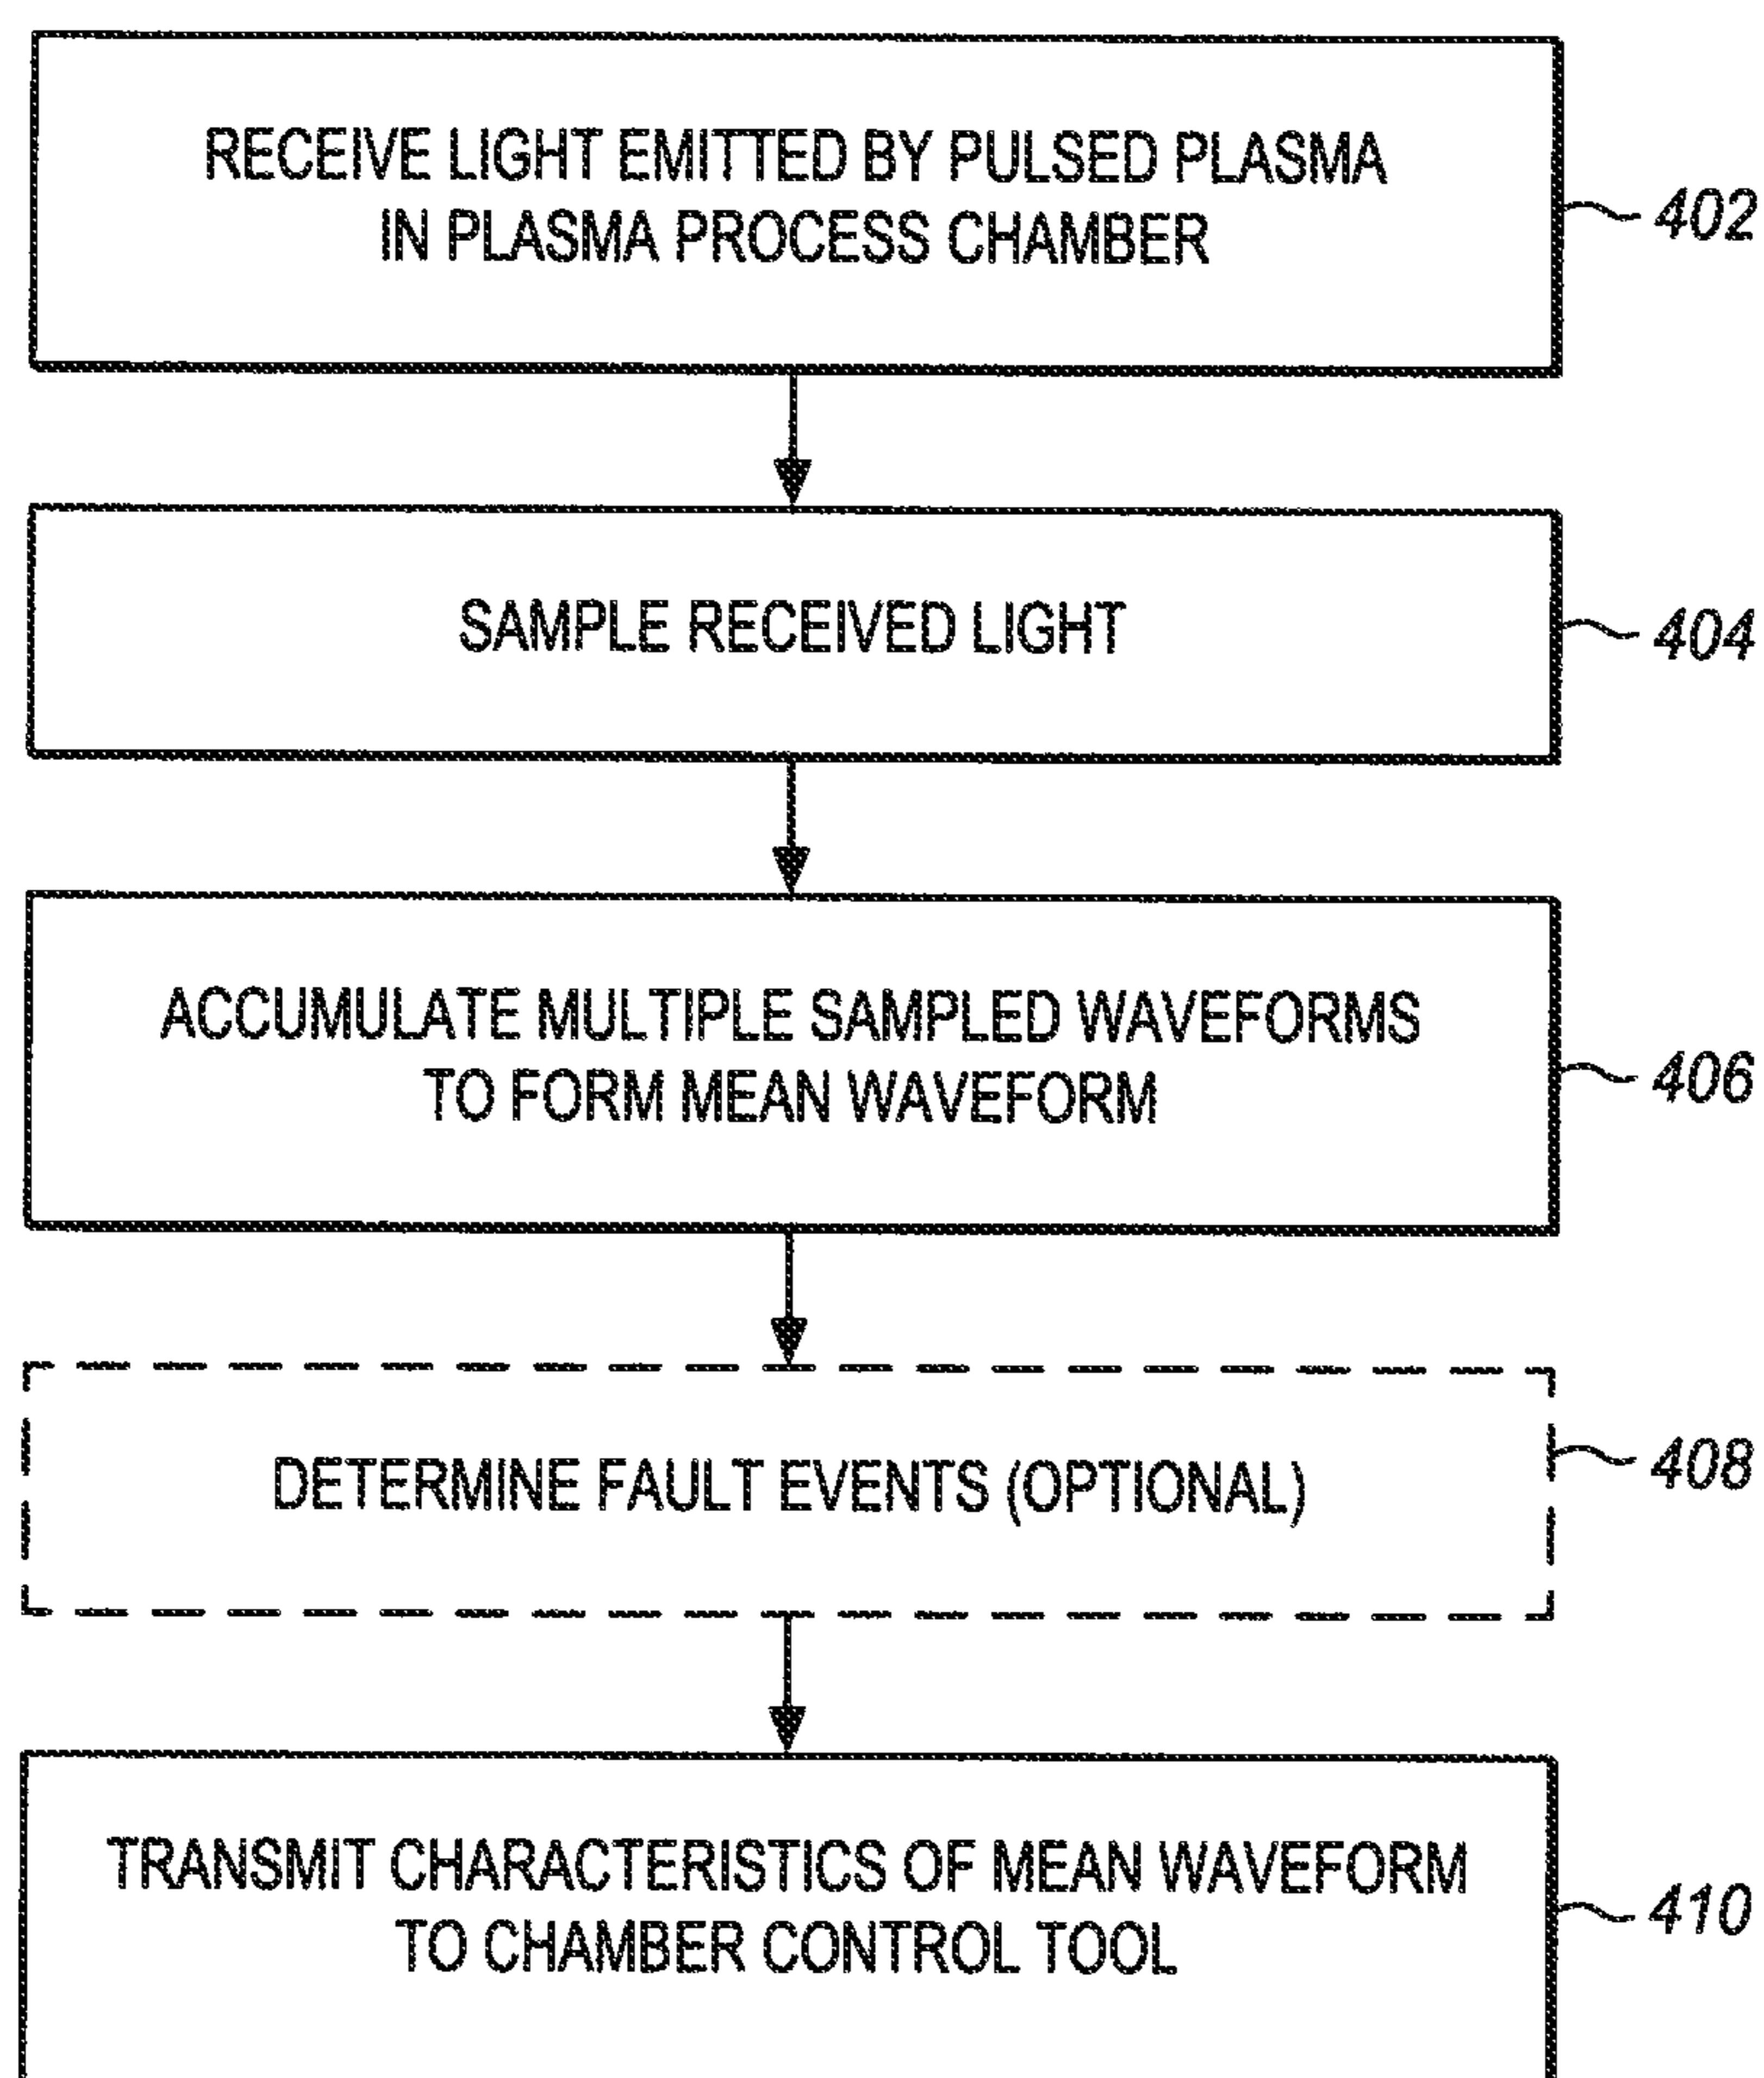 RECEIVE LIGHT EMITTED BY PULSED PLASMA
IN PLASMA PROCESS CHAMBER
402
SAMPLE RECEIVED LIGHT
404
ACCUMULATE MULTIPLE SAMPLED WAVEFORMS
TO FORM MEAN WAVEFORM
406
DETERMINE FAULT EVENTS (OPTIONAL)
408
TRANSMIT CHARACTERISTICS OF MEAN WAVEFORM
TO CHAMBER CONTROL TOOL
410